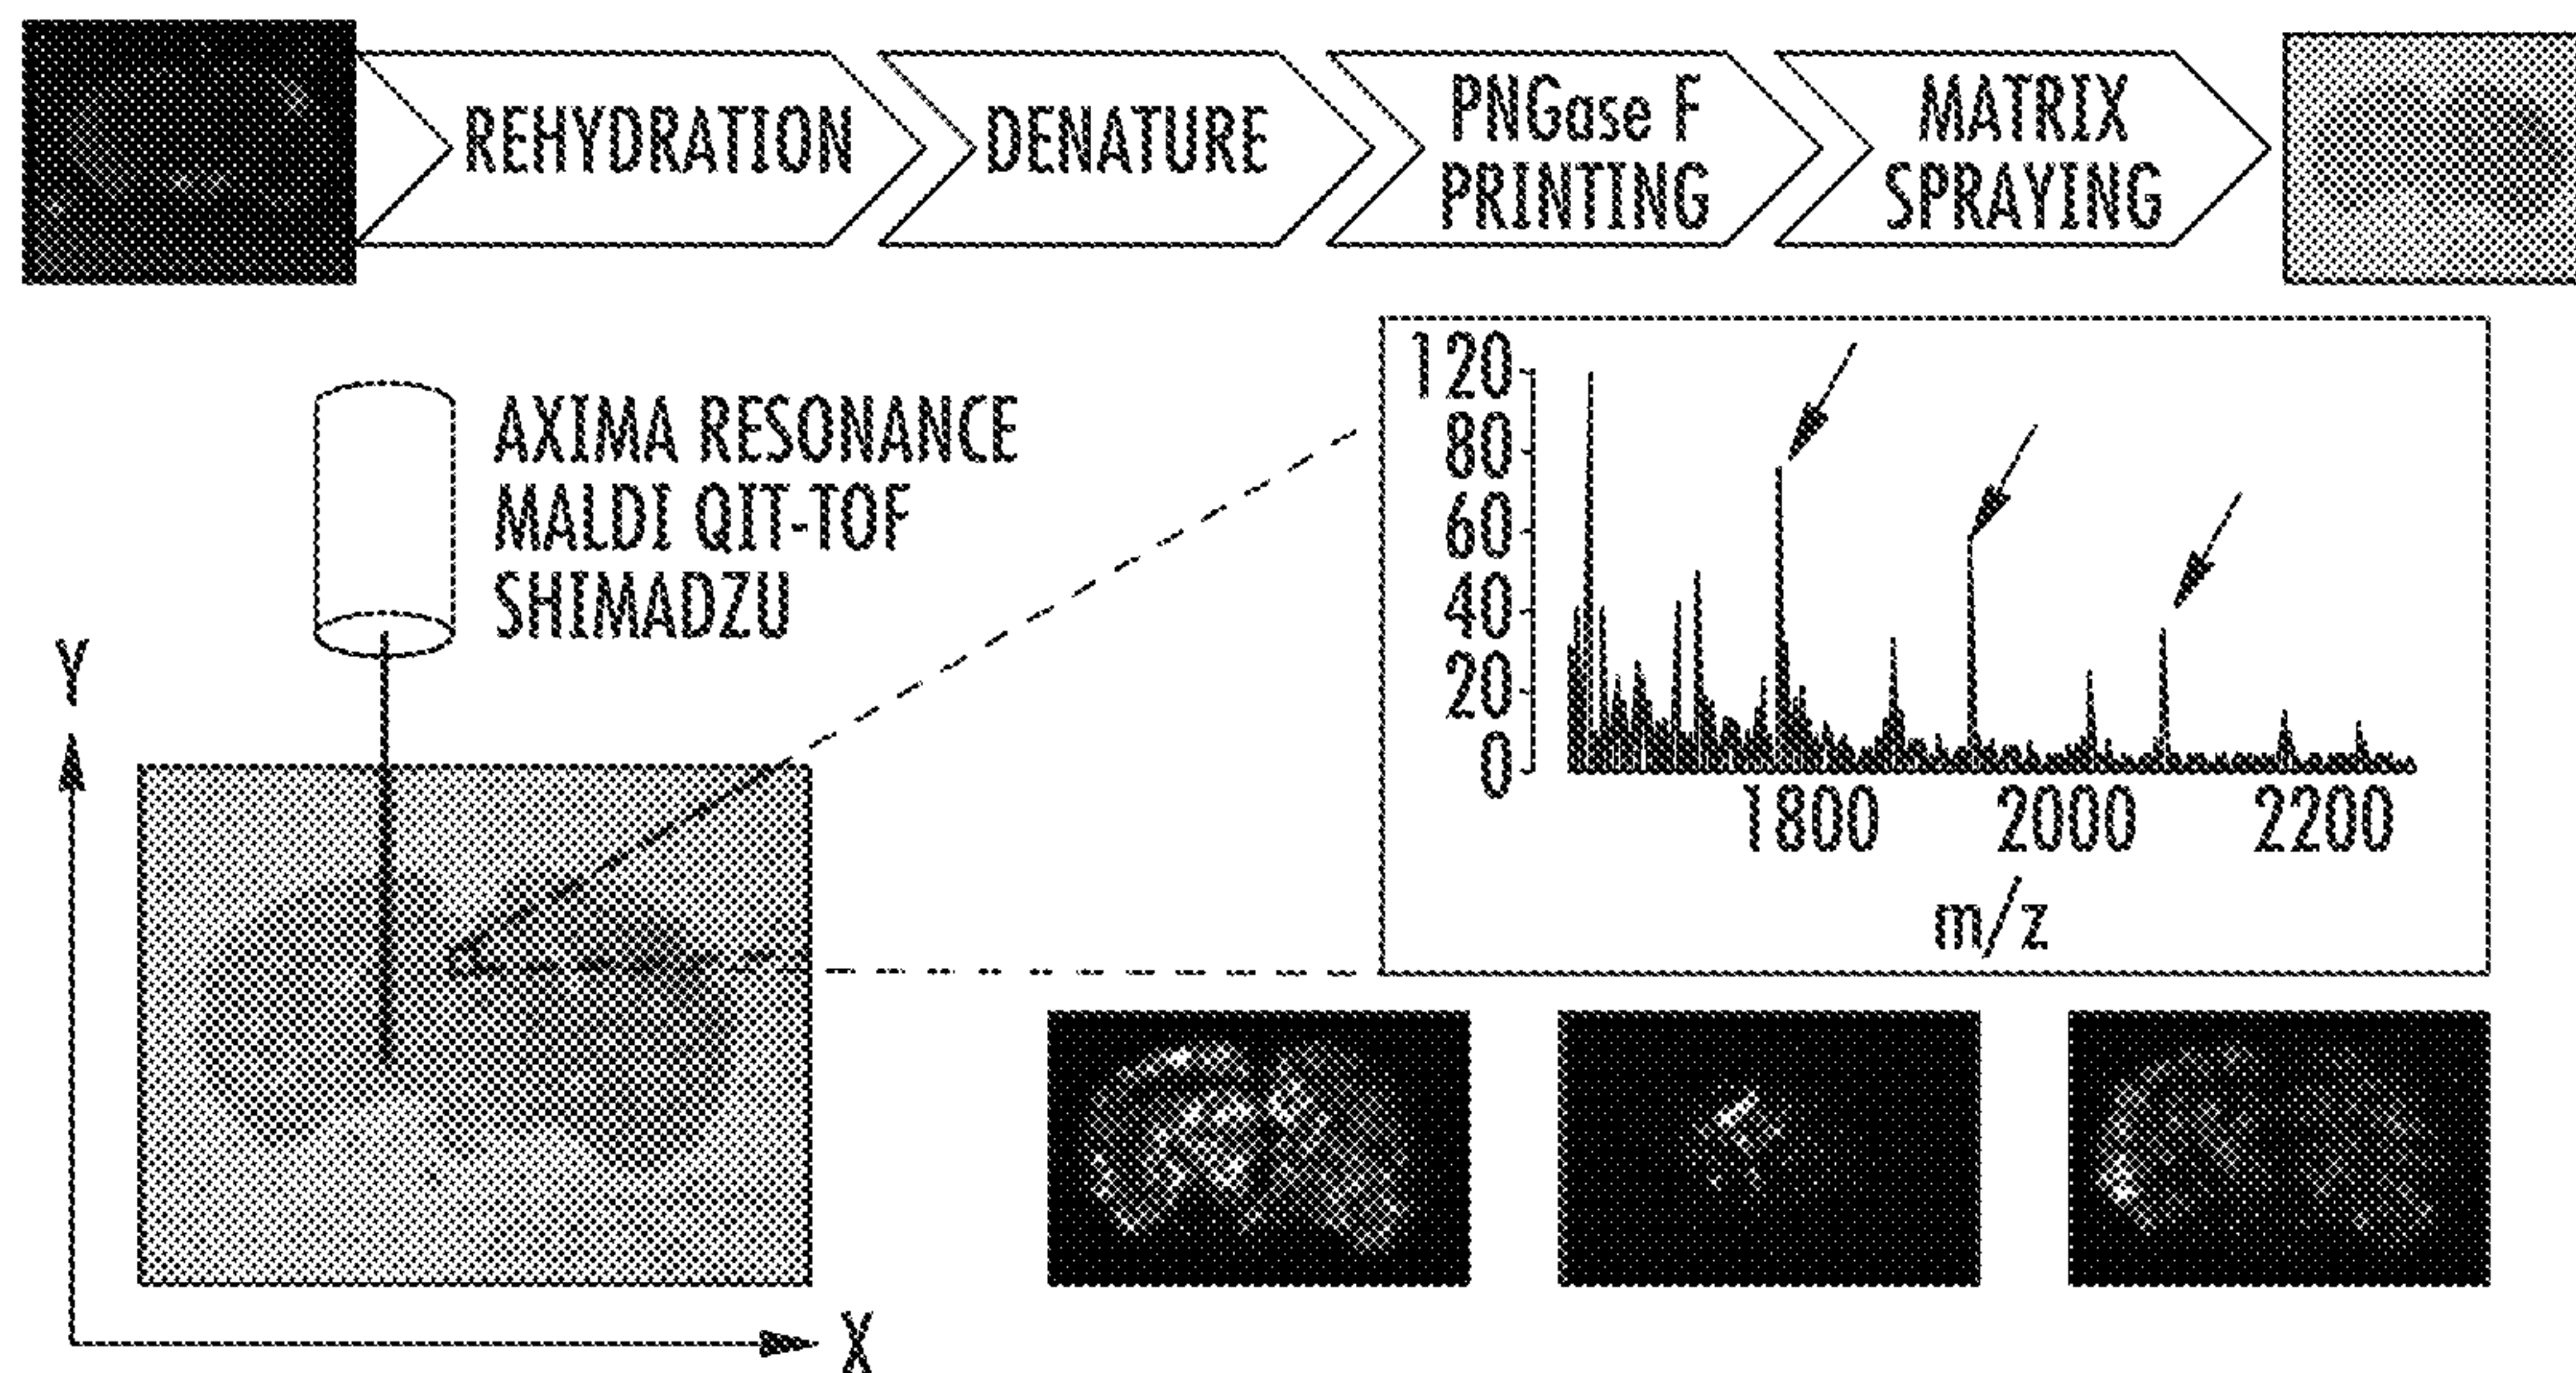 REHYDRATION
DENATURE
PNGase F
PRINTING
MATRIX
SPRAYING
AXIMA RESONANCE
MALDI QIT-TOF
SHIMADZU
Y
X
120
80
60
40
20
0
1800 2000 2200
m/z